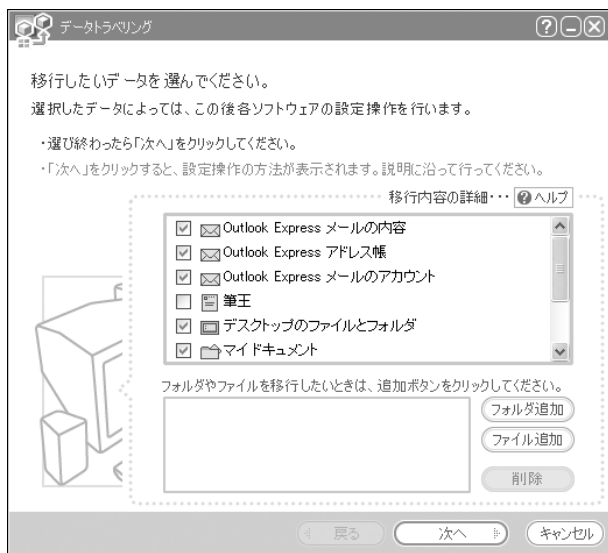 データトラベリング
移行したいデータを選んでください。
選択したデータによっては、この後各ソフトウェアの設定操作を行います。
・選び終わったら「次へ」をクリックしてください。
・「次へ」をクリックすると、設定操作の方法が表示されます。説明に沿って行ってください。
移行内容の詳細・・・ ?ヘルプ
Outlook Express メールの内容
Outlook Express アドレス帳
Outlook Express メールのアカウント
筆王
デスクトップのファイルとフォルダ
マイドキュメント
フォルダやファイルを移行したいときは、追加ボタンをクリックしてください。
フォルダ追加
ファイル追加
削除
戻る 次へ キャンセル